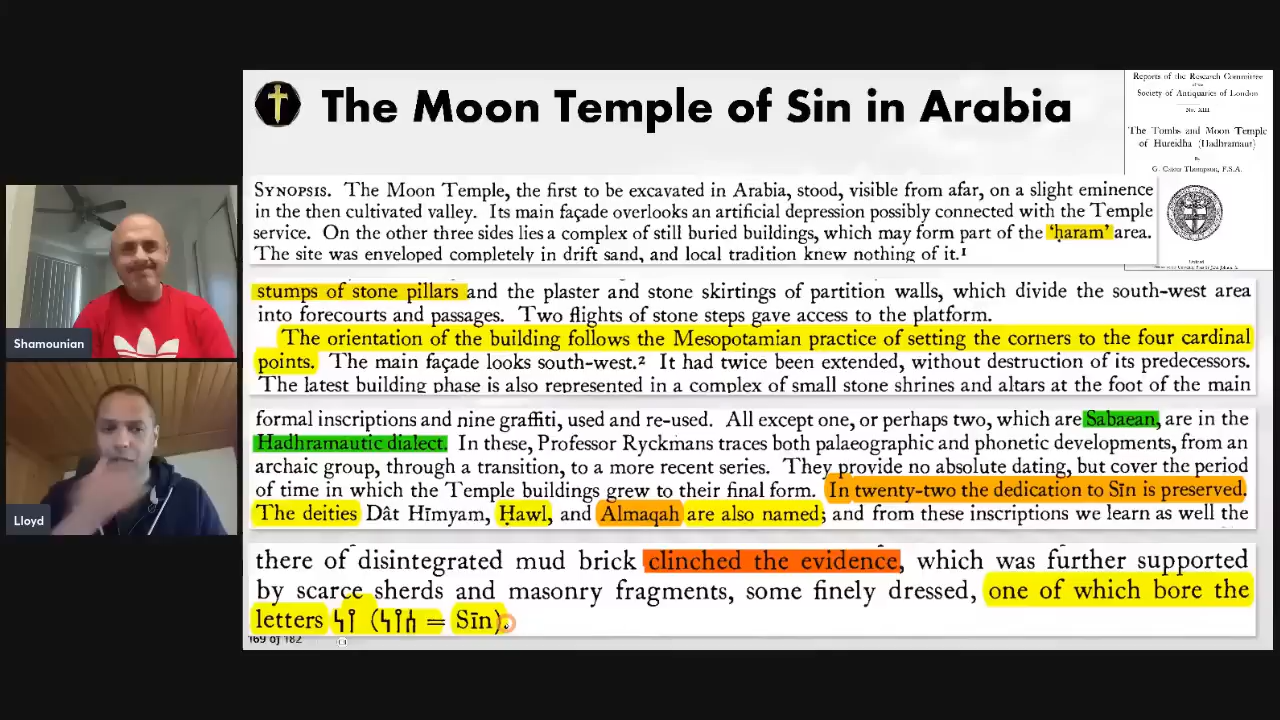 The Moon Temple of Sin in Arabia
Reports of the Research Committee
of the
Society of Antiquaries of London
No. XIII
The Tombs and Moon Temple
of Hureidha (Hadhramaut)
By
G. Caton Thompson, F.S.A.
SYNOPSIS. The Moon Temple, the first to be excavated in Arabia, stood, visible from afar, on a slight eminence
in the then cultivated valley. Its main façade overlooks an artificial depression possibly connected with the Temple
service. On the other three sides lies a complex of still buried buildings, which may form part of the ‘ḥaram’ area.
The site was enveloped completely in drift sand, and local tradition knew nothing of it.¹
stumps of stone pillars and the plaster and stone skirtings of partition walls, which divide the south-west area
into forecourts and passages. Two flights of stone steps gave access to the platform.
The orientation of the building follows the Mesopotamian practice of setting the corners to the four cardinal
points. The main façade looks south-west.² It had twice been extended, without destruction of its predecessors.
The latest building phase is also represented in a complex of small stone shrines and altars at the foot of the main
formal inscriptions and nine graffiti, used and re-used. All except one, or perhaps two, which are Sabaean, are in the
Hadhramautic dialect. In these, Professor Ryckmans traces both palaeographic and phonetic developments, from an
archaic group, through a transition, to a more recent series. They provide no absolute dating, but cover the period
of time in which the Temple buildings grew to their final form. In twenty-two the dedication to Sīn is preserved.
The deities Dât Hīmyam, Ḥawl, and Almaqah are also named; and from these inscriptions we learn as well the
there of disintegrated mud brick clinched the evidence, which was further supported
by scarce sherds and masonry fragments, some finely dressed, one of which bore the
letters 𐩺𐩬 (𐩪𐩺𐩬 = Sīn).
169 of 182
Shamounian
Lloyd